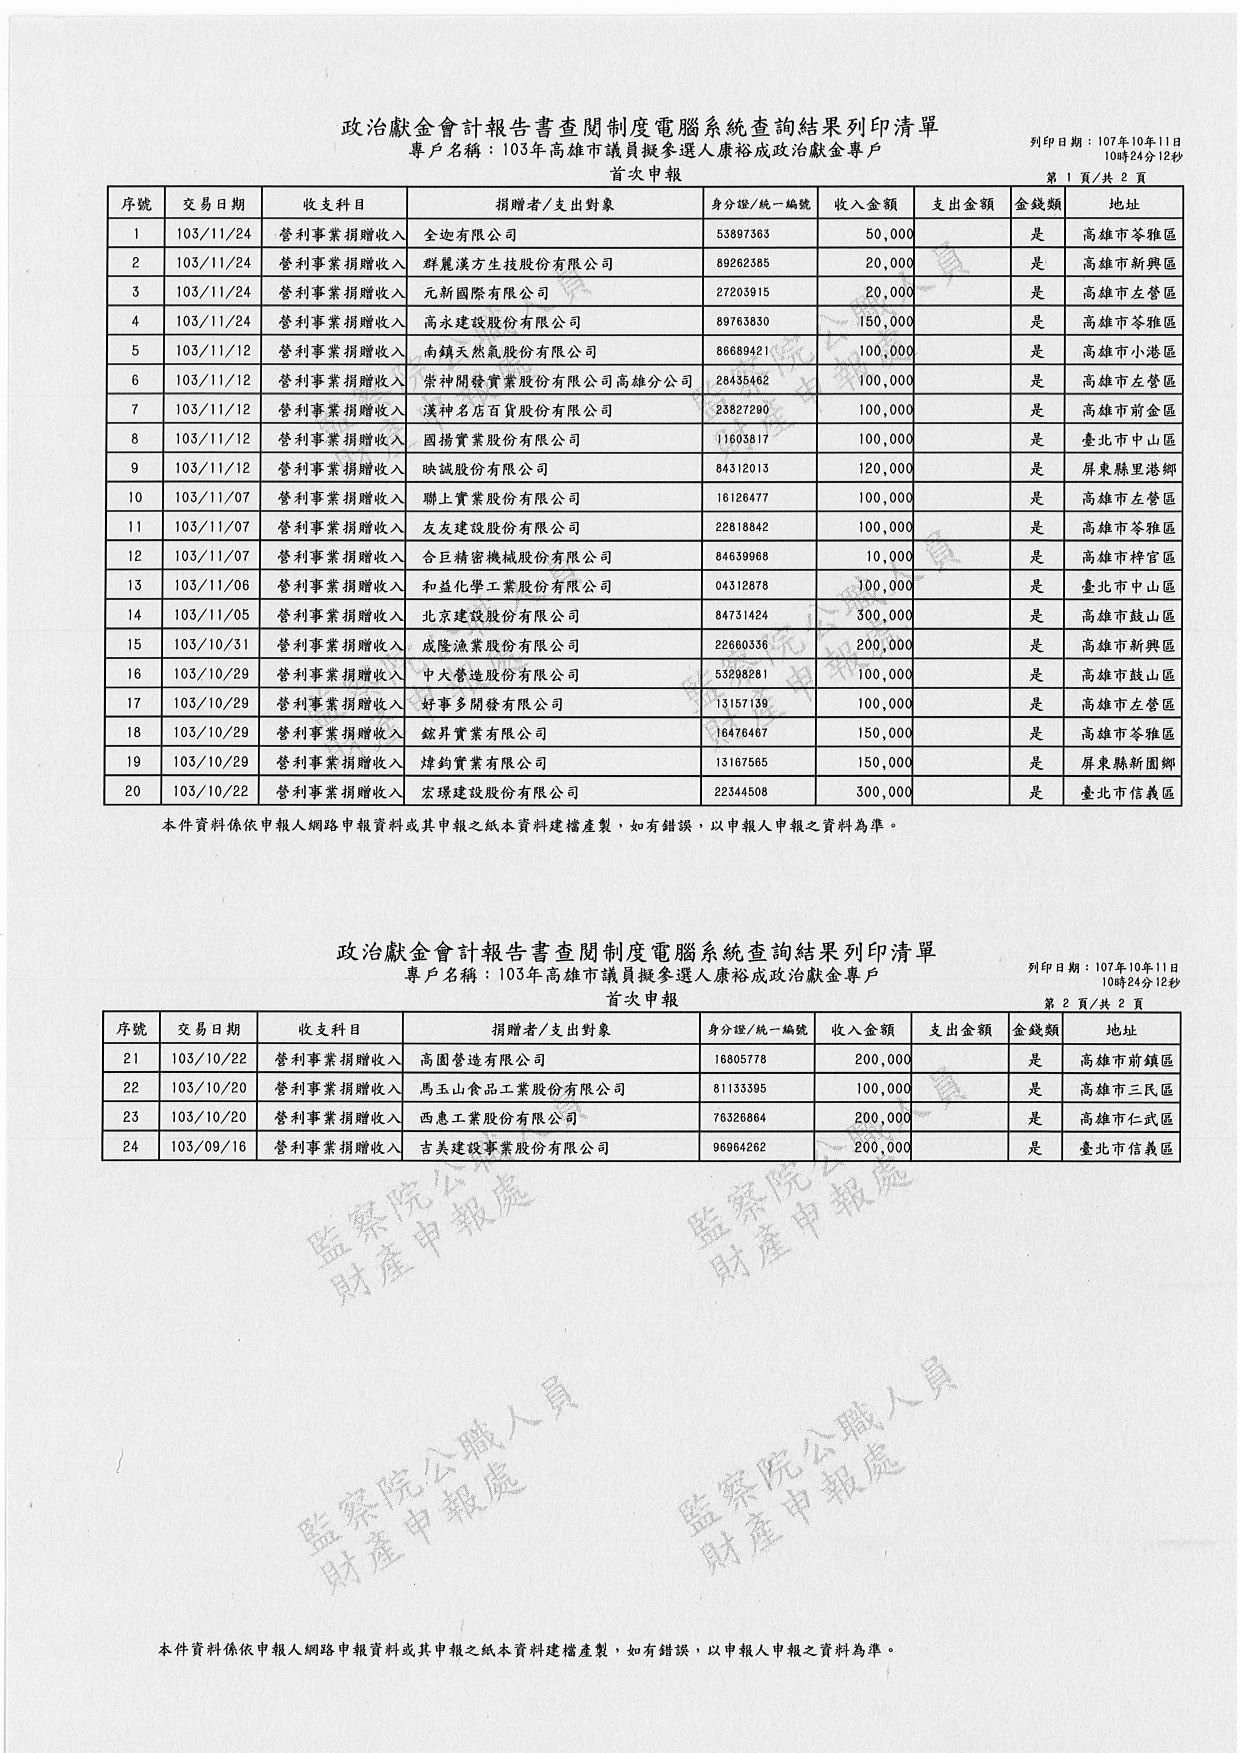 政治獻金會計報告書查閱制度電腦系統查詢結果列印清單
專戶名稱：103年高雄市議員擬參選人康裕成政治獻金專戶
列印日期：107年10月11日
10時24分12秒
首次申報
第 1 頁/共 2 頁
序號 交易日期 收支科目 捐贈者/支出對象 身分證/統一編號 收入金額 支出金額 金錢類 地址
1 103/11/24 營利事業捐贈收入 全迦有限公司 53897363 50,000 是 高雄市苓雅區
2 103/11/24 營利事業捐贈收入 群麗漢方生技股份有限公司 89262385 20,000 是 高雄市新興區
3 103/11/24 營利事業捐贈收入 元新國際有限公司 27203915 20,000 是 高雄市左營區
4 103/11/24 營利事業捐贈收入 高永建設股份有限公司 89763830 150,000 是 高雄市苓雅區
5 103/11/12 營利事業捐贈收入 南鎮天然氣股份有限公司 86689421 100,000 是 高雄市小港區
6 103/11/12 營利事業捐贈收入 崇神開發實業股份有限公司高雄分公司 28435462 100,000 是 高雄市左營區
7 103/11/12 營利事業捐贈收入 漢神名店百貨股份有限公司 23827290 100,000 是 高雄市前金區
8 103/11/12 營利事業捐贈收入 國揚實業股份有限公司 11603817 100,000 是 臺北市中山區
9 103/11/12 營利事業捐贈收入 映誠股份有限公司 84312013 120,000 是 屏東縣里港鄉
10 103/11/07 營利事業捐贈收入 聯上實業股份有限公司 16126477 100,000 是 高雄市左營區
11 103/11/07 營利事業捐贈收入 友友建設股份有限公司 22818842 100,000 是 高雄市苓雅區
12 103/11/07 營利事業捐贈收入 合巨精密機械股份有限公司 84639968 10,000 是 高雄市梓官區
13 103/11/06 營利事業捐贈收入 和益化學工業股份有限公司 04312878 100,000 是 臺北市中山區
14 103/11/05 營利事業捐贈收入 北京建設股份有限公司 84731424 300,000 是 高雄市鼓山區
15 103/10/31 營利事業捐贈收入 成隆漁業股份有限公司 22660336 200,000 是 高雄市新興區
16 103/10/29 營利事業捐贈收入 中大營造股份有限公司 53298281 100,000 是 高雄市鼓山區
17 103/10/29 營利事業捐贈收入 好事多開發有限公司 13157139 100,000 是 高雄市左營區
18 103/10/29 營利事業捐贈收入 鋐昇實業有限公司 16476467 150,000 是 高雄市苓雅區
19 103/10/29 營利事業捐贈收入 煒鈞實業有限公司 13167565 150,000 是 屏東縣新園鄉
20 103/10/22 營利事業捐贈收入 宏璟建設股份有限公司 22344508 300,000 是 臺北市信義區
本件資料係依申報人網路申報資料或其申報之紙本資料建檔產製，如有錯誤，以申報人申報之資料為準。
監察院公職人員
財產申報處
監察院公職人員
財產申報處
監察院公職人員
財產申報處
監察院公職人員
財產申報處
政治獻金會計報告書查閱制度電腦系統查詢結果列印清單
專戶名稱：103年高雄市議員擬參選人康裕成政治獻金專戶
列印日期：107年10月11日
10時24分12秒
首次申報
第 2 頁/共 2 頁
序號 交易日期 收支科目 捐贈者/支出對象 身分證/統一編號 收入金額 支出金額 金錢類 地址
21 103/10/22 營利事業捐贈收入 高園營造有限公司 16805778 200,000 是 高雄市前鎮區
22 103/10/20 營利事業捐贈收入 馬玉山食品工業股份有限公司 81133395 100,000 是 高雄市三民區
23 103/10/20 營利事業捐贈收入 西惠工業股份有限公司 76326864 200,000 是 高雄市仁武區
24 103/09/16 營利事業捐贈收入 吉美建設事業股份有限公司 96964262 200,000 是 臺北市信義區
監察院公職人員
財產申報處
監察院公職人員
財產申報處
監察院公職人員
財產申報處
監察院公職人員
財產申報處
本件資料係依申報人網路申報資料或其申報之紙本資料建檔產製，如有錯誤，以申報人申報之資料為準。